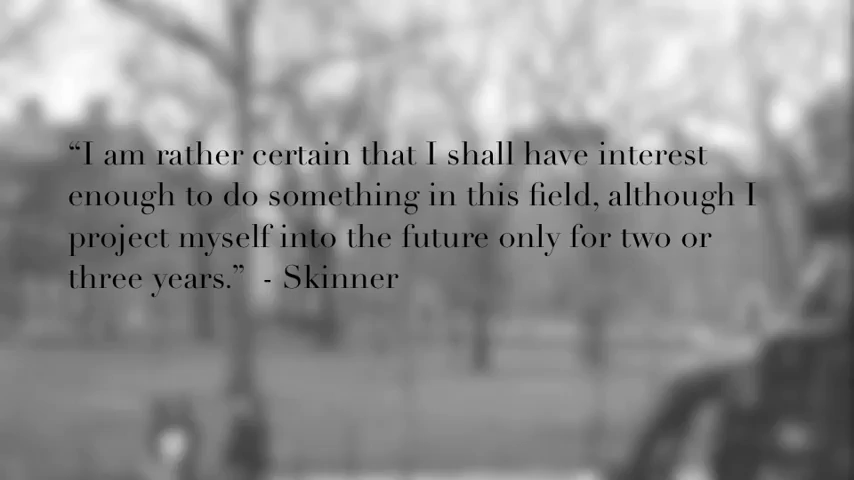 “I am rather certain that I shall have interest
enough to do something in this field, although I
project myself into the future only for two or
three years.” - Skinner